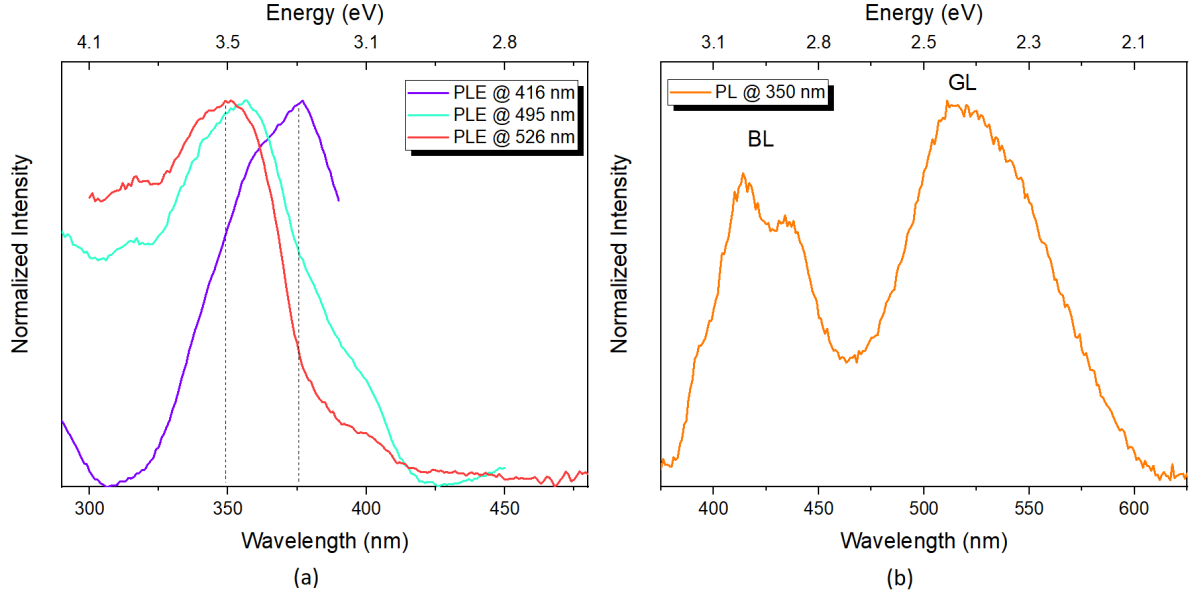 Energy (eV)
4.1 3.5 3.1 2.8
PLE @ 416 nm
PLE @ 495 nm
PLE @ 526 nm
Normalized Intensity
300 350 400 450
Wavelength (nm)
(a)
Energy (eV)
3.1 2.8 2.5 2.3 2.1
PL @ 350 nm
GL
BL
Normalized Intensity
400 450 500 550 600
Wavelength (nm)
(b)